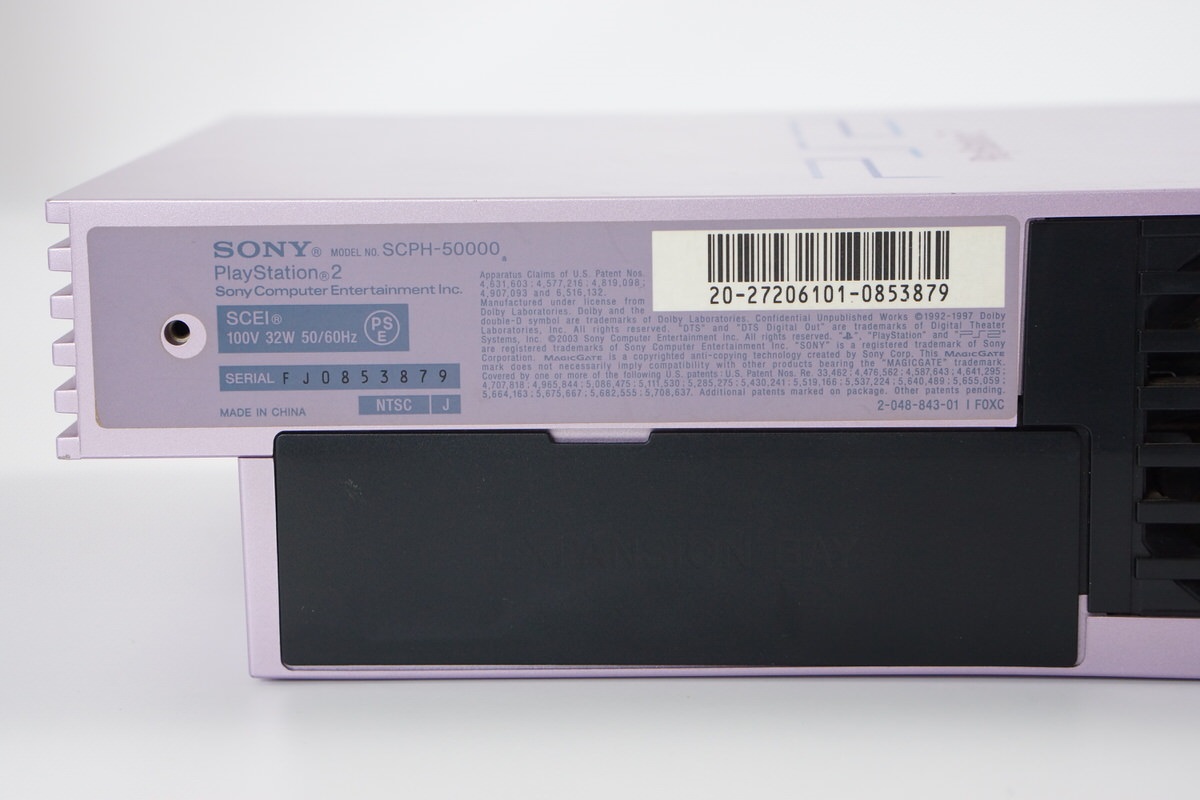 SONY® MODEL NO. SCPH-50000
PlayStation®2
Sony Computer Entertainment Inc.
SCEI®
100V 32W 50/60Hz
PS
E
SERIAL FJ0853879
MADE IN CHINA
NTSC J
Apparatus Claims of U.S. Patent Nos.
4,631,603; 4,577,216; 4,819,098;
4,907,093 and 6,516,132.
Manufactured under license from
Dolby Laboratories. Dolby and the
double-D symbol are trademarks of Dolby Laboratories. Confidential Unpublished Works ©1992-1997 Dolby
Laboratories, Inc. All rights reserved. "DTS" and "DTS Digital Out" are trademarks of Digital Theater
Systems, Inc. ©2003 Sony Computer Entertainment Inc. All rights reserved. "PlayStation" and "PS2"
are registered trademarks of Sony Computer Entertainment Inc. "SONY" is a registered trademark of Sony
Corporation. MAGICGATE is a copyrighted anti-copying technology created by Sony Corp. This MAGICGATE
mark does not necessarily imply compatibility with other products bearing the "MAGICGATE" trademark.
Covered by one or more of the following U.S. patents: U.S. Pat. Nos. Re. 33,462; 4,476,562; 4,587,643; 4,641,295;
4,707,818; 4,965,844; 5,086,475; 5,111,530; 5,285,275; 5,430,241; 5,519,166; 5,537,224; 5,640,489; 5,655,059;
5,664,163; 5,675,667; 5,682,555; 5,708,637. Additional patents marked on package. Other patents pending.
2-048-843-01 | FOXC
20-27206101-0853879
EXPANSION BAY